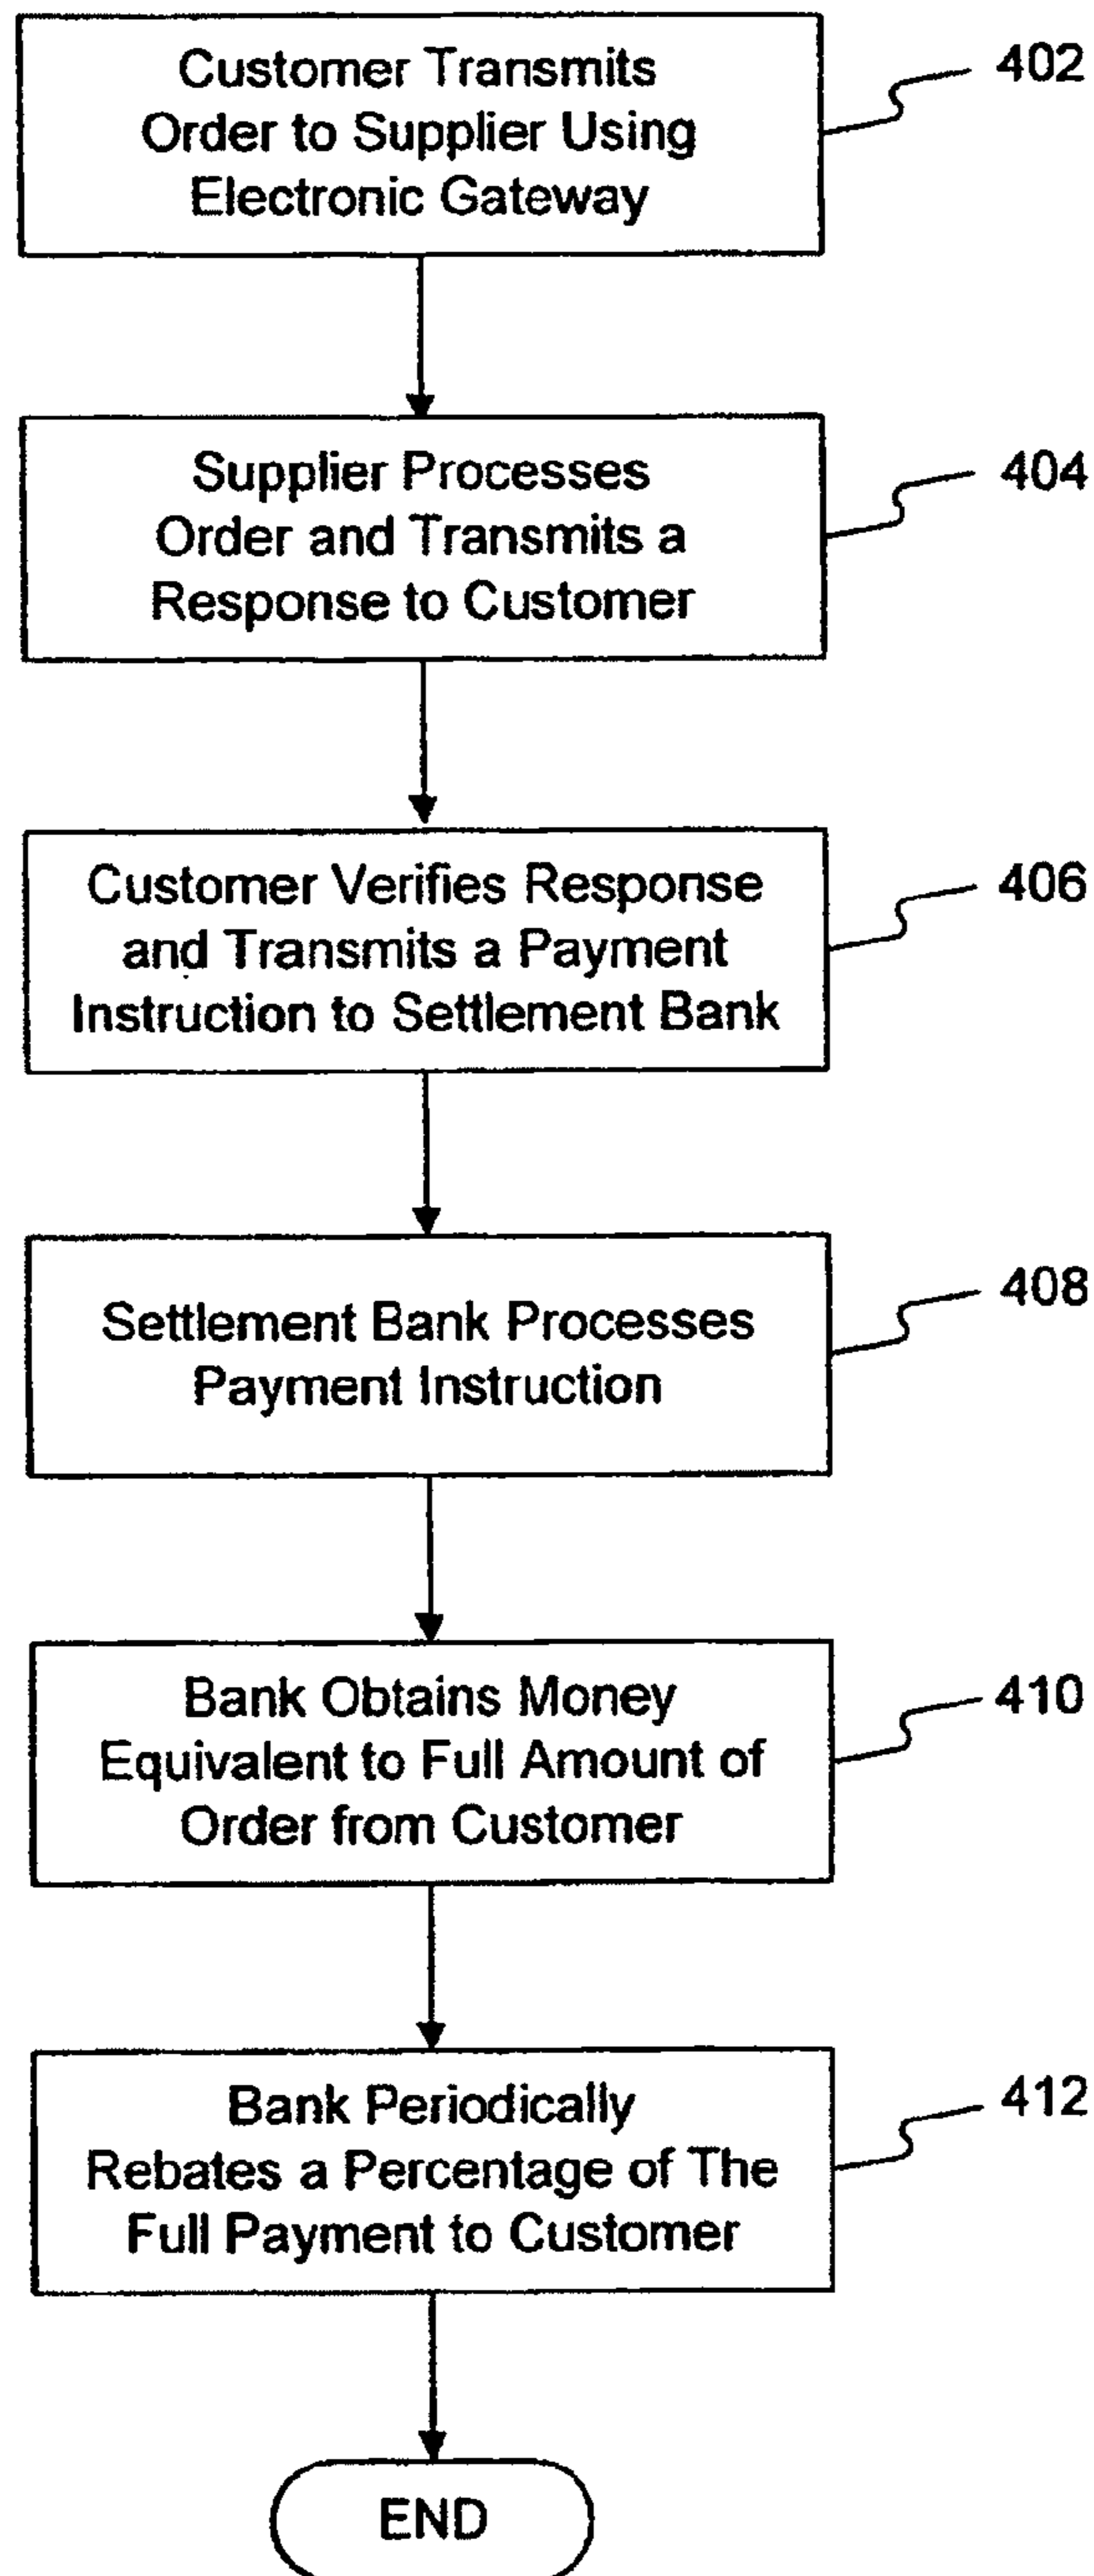 Customer Transmits
Order to Supplier Using
Electronic Gateway
402
Supplier Processes
Order and Transmits a
Response to Customer
404
Customer Verifies Response
and Transmits a Payment
Instruction to Settlement Bank
406
Settlement Bank Processes
Payment Instruction
408
Bank Obtains Money
Equivalent to Full Amount of
Order from Customer
410
Bank Periodically
Rebates a Percentage of The
Full Payment to Customer
412
END